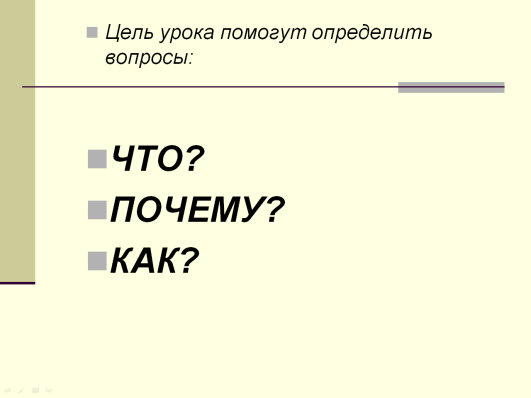 Цель урока помогут определить
вопросы:
ЧТО?
ПОЧЕМУ?
КАК?